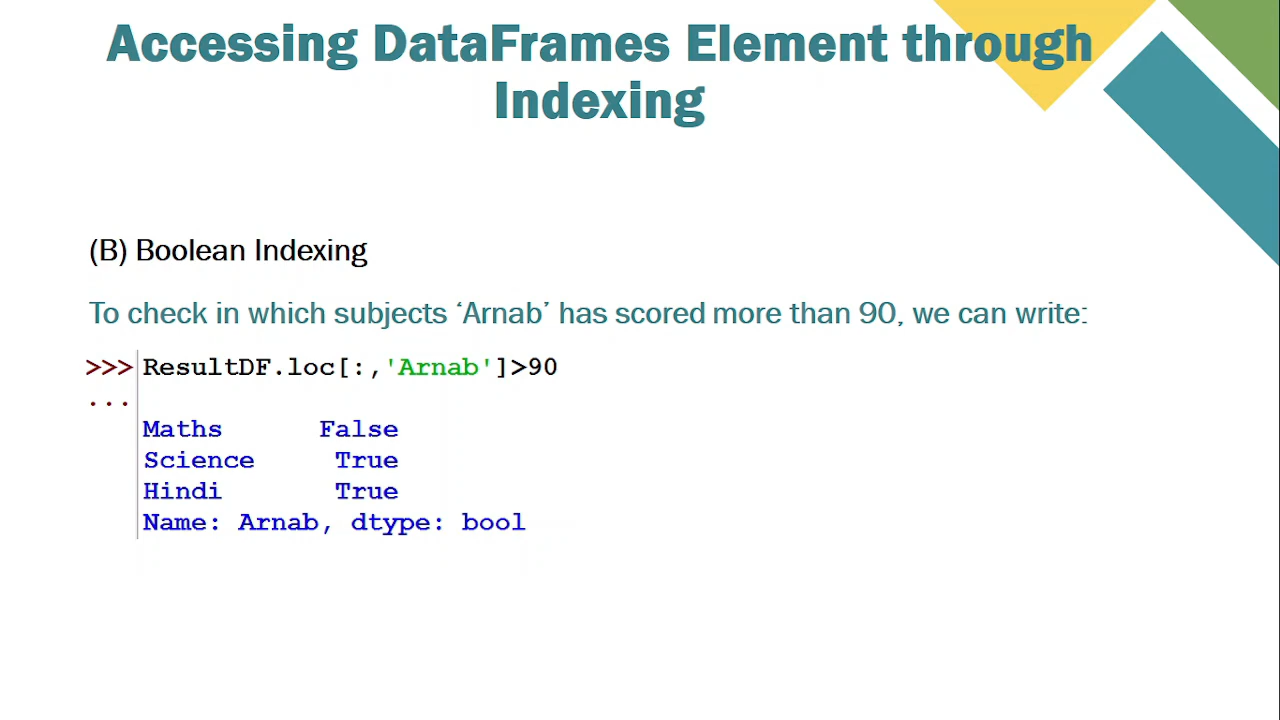 Accessing DataFrames Element through
Indexing
(B) Boolean Indexing
To check in which subjects ‘Arnab’ has scored more than 90, we can write:
>>> ResultDF.loc[:,'Arnab']>90
...
Maths      False
Science     True
Hindi       True
Name: Arnab, dtype: bool